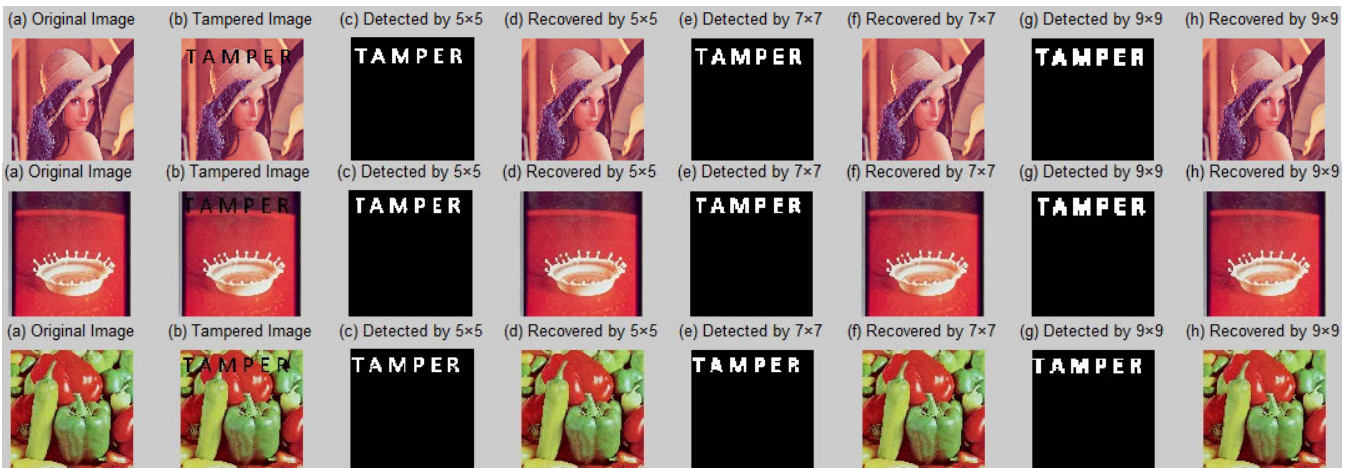 (a) Original Image (b) Tampered Image (c) Detected by 5×5 (d) Recovered by 5×5 (e) Detected by 7×7 (f) Recovered by 7×7 (g) Detected by 9×9 (h) Recovered by 9×9
TAMPER TAMPER TAMPER TAMPER
(a) Original Image (b) Tampered Image (c) Detected by 5×5 (d) Recovered by 5×5 (e) Detected by 7×7 (f) Recovered by 7×7 (g) Detected by 9×9 (h) Recovered by 9×9
TAMPER TAMPER TAMPER TAMPER
(a) Original Image (b) Tampered Image (c) Detected by 5×5 (d) Recovered by 5×5 (e) Detected by 7×7 (f) Recovered by 7×7 (g) Detected by 9×9 (h) Recovered by 9×9
TAMPER TAMPER TAMPER TAMPER